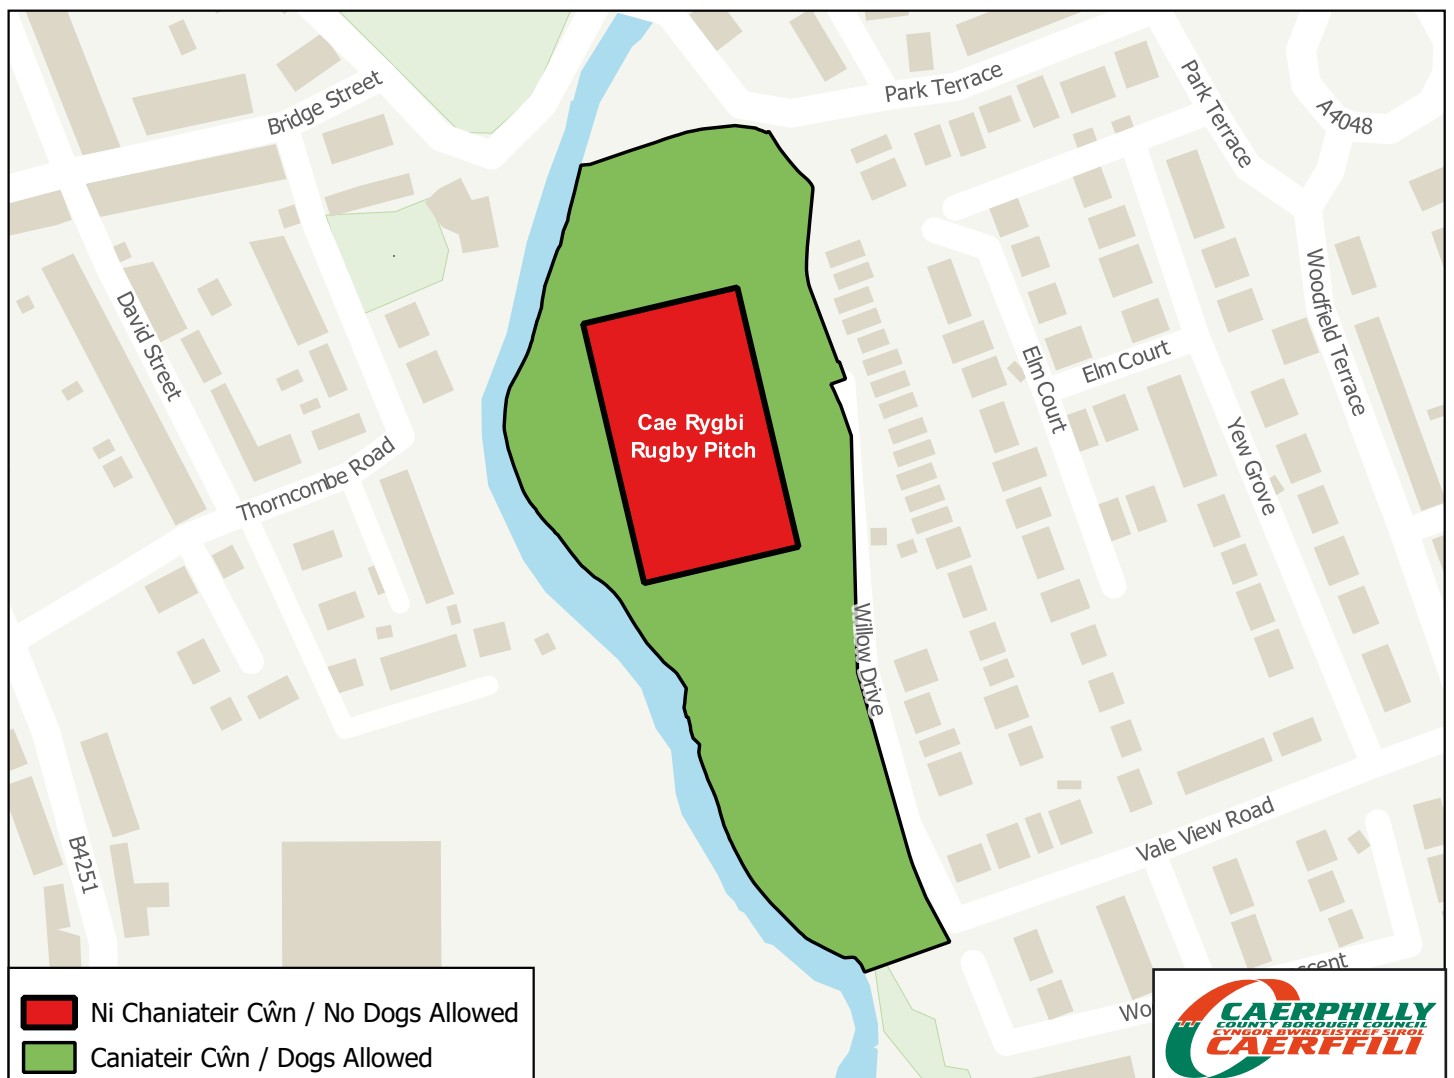 Bridge Street
Park Terrace
Park Terrace
A4048
David Street
Woodfield Terrace
Elm Court
Elm Court
Cae Rygbi
Rugby Pitch
Yew Grove
Thorncombe Road
Willow Drive
Vale View Road
B4251
Ni Chaniateir Cŵn / No Dogs Allowed
Caniateir Cŵn / Dogs Allowed
CAERPHILLY
COUNTY BOROUGH COUNCIL
CYNGOR BWRDEISTREF SIROL
CAERFFILI